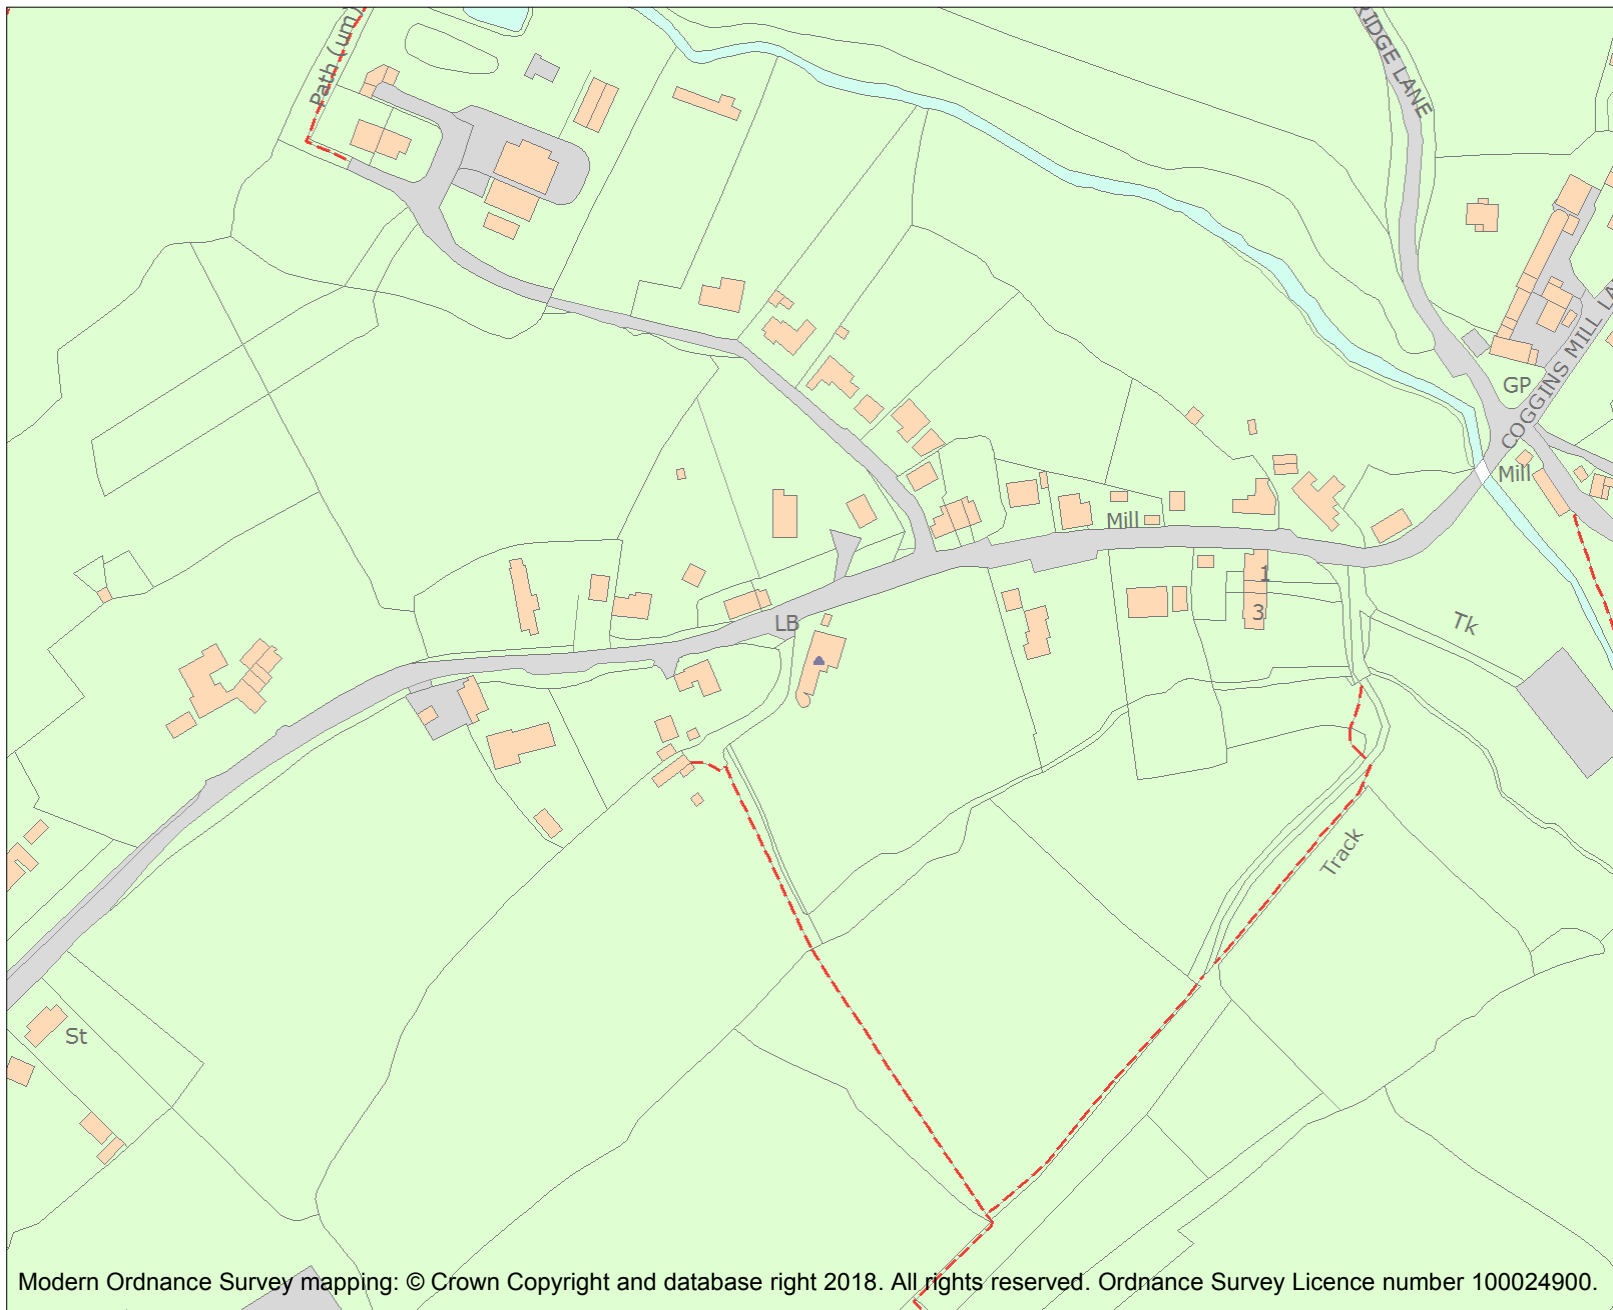 Path (um)
RIDGE LANE
COGGINS MILL LA
GP
Mill
Mill
1
3
LB
Tk
Track
St
Modern Ordnance Survey mapping: © Crown Copyright and database right 2018. All rights reserved. Ordnance Survey Licence number 100024900.